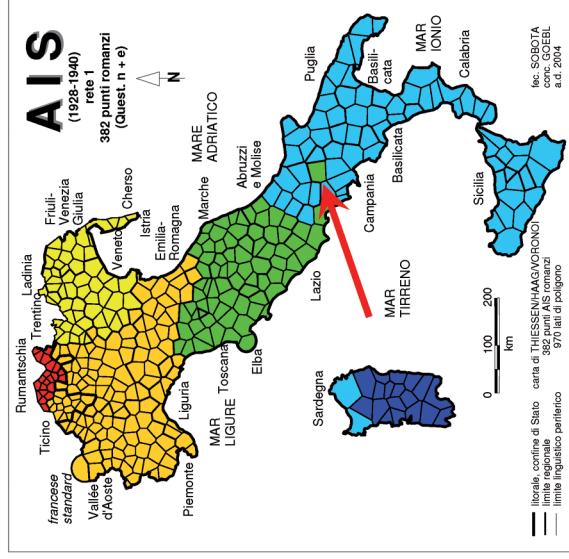 AIS
(1928-1940)
rete 1
382 punti romanzi
(Quest. n + e)
N
Rumantschia
Trentino
Ladinia
Friuli-
Venezia
Giulia
Ticino
francese
standard
Vallée
d'Aoste
Piemonte
Liguria
MAR
LIGURE
Toscana
Elba
Veneto
Cherso
Istria
Emilia-
Romagna
Marche
MARE
ADRIATICO
Abruzzi
e Molise
Lazio
Puglia
Basili-
cata
MAR
IONIO
Calabria
Campania
Basilicata
MAR
TIRRENO
Sardegna
Sicilia
0 100 200
km
litorale, confine di Stato
limite regionale
limite linguistico periferico
carta di THIESSEN/HAAG/VORONOI
382 punti AIS romanzi
970 lati di poligono
fec. SOBOTA
conc. GOEBL
a.d. 2004